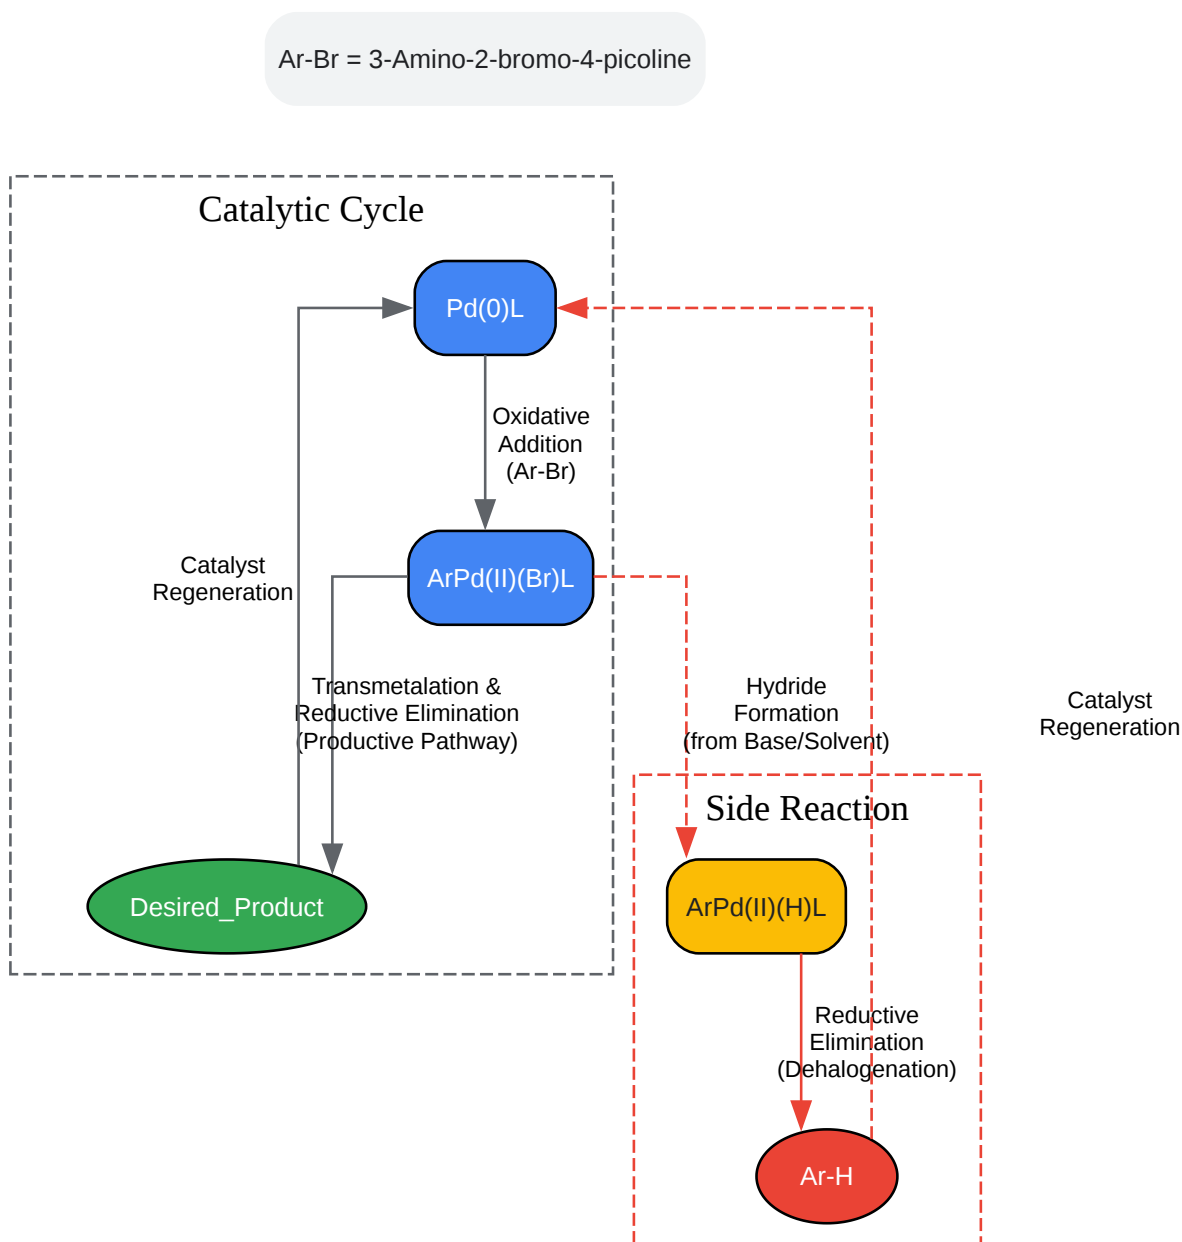 Ar-Br = 3-Amino-2-bromo-4-picoline
Catalytic Cycle
Pd(0)L
Oxidative
Addition
(Ar-Br)
ArPd(II)(Br)L
Catalyst
Regeneration
Transmetalation &
Reductive Elimination
(Productive Pathway)
Hydride
Formation
(from Base/Solvent)
Catalyst
Regeneration
Side Reaction
Desired_Product
ArPd(II)(H)L
Reductive
Elimination
(Dehalogenation)
Ar-H